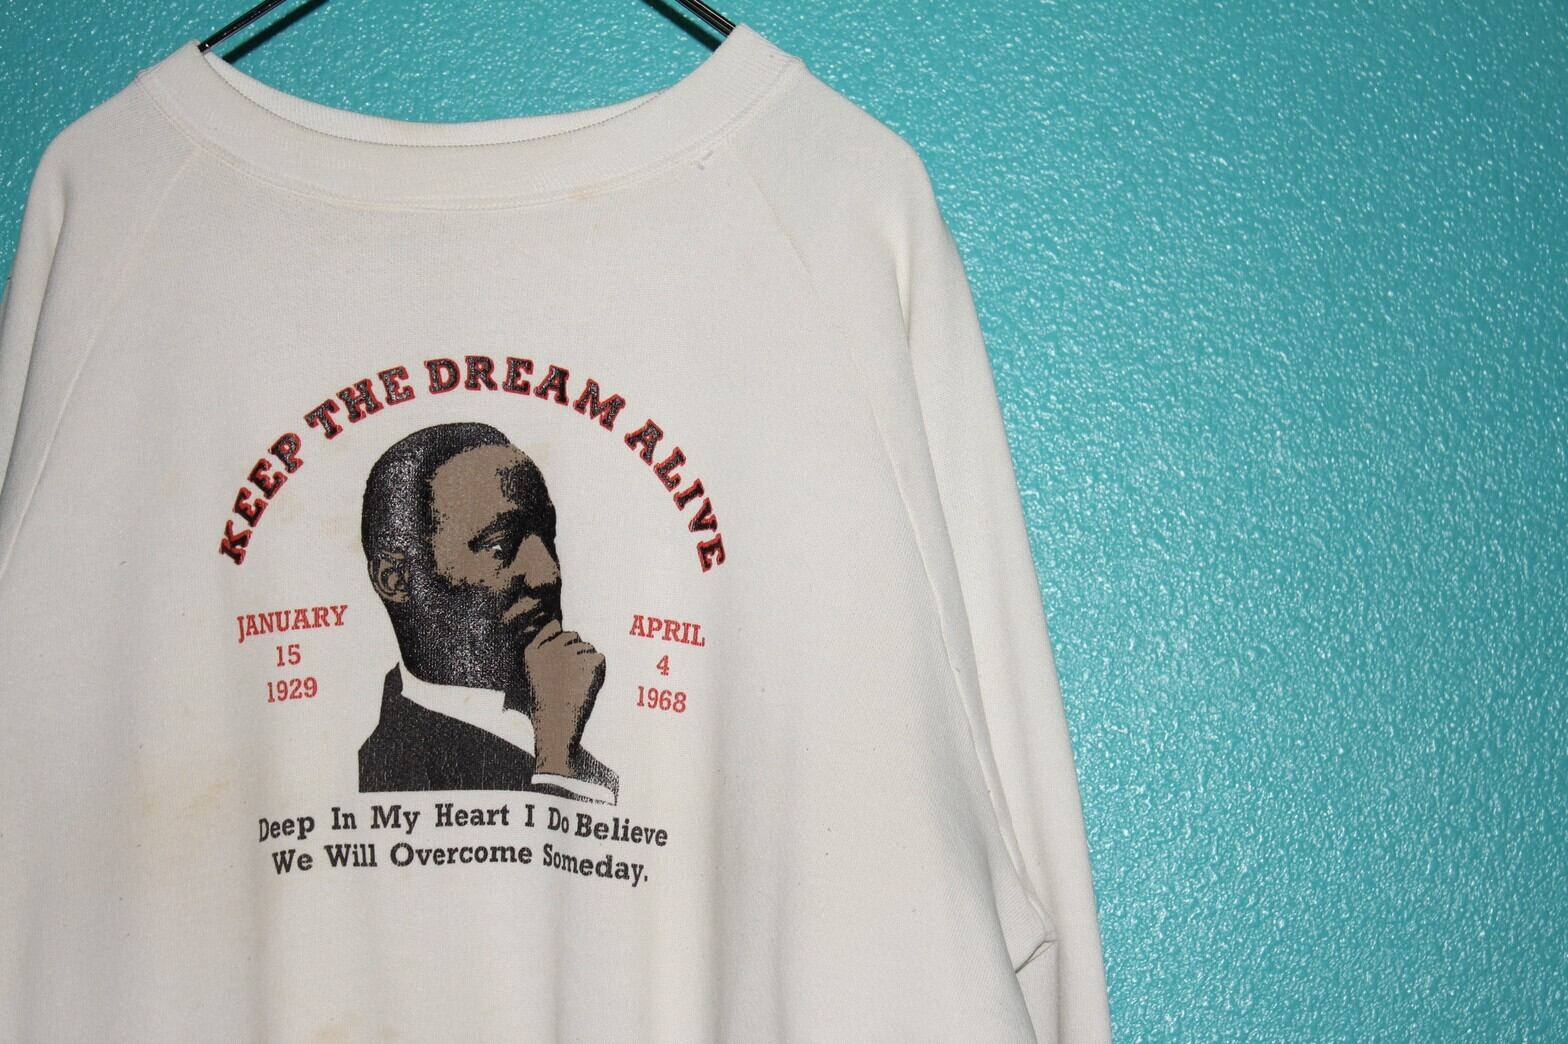 KEEP THE DREAM ALIVE
JANUARY
15
1929
APRIL
4
1968
Deep In My Heart I Do Believe
We Will Overcome Someday.